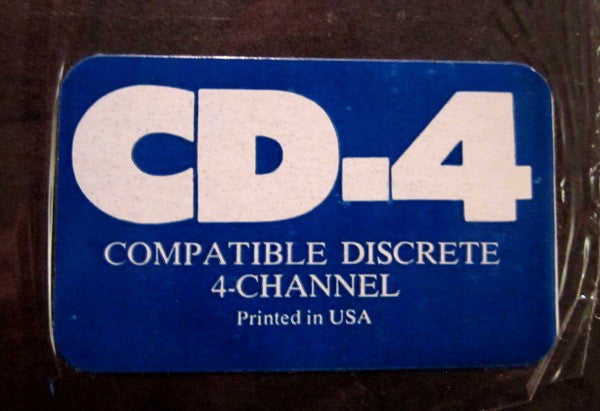 CD-4
COMPATIBLE DISCRETE
4-CHANNEL
Printed in USA